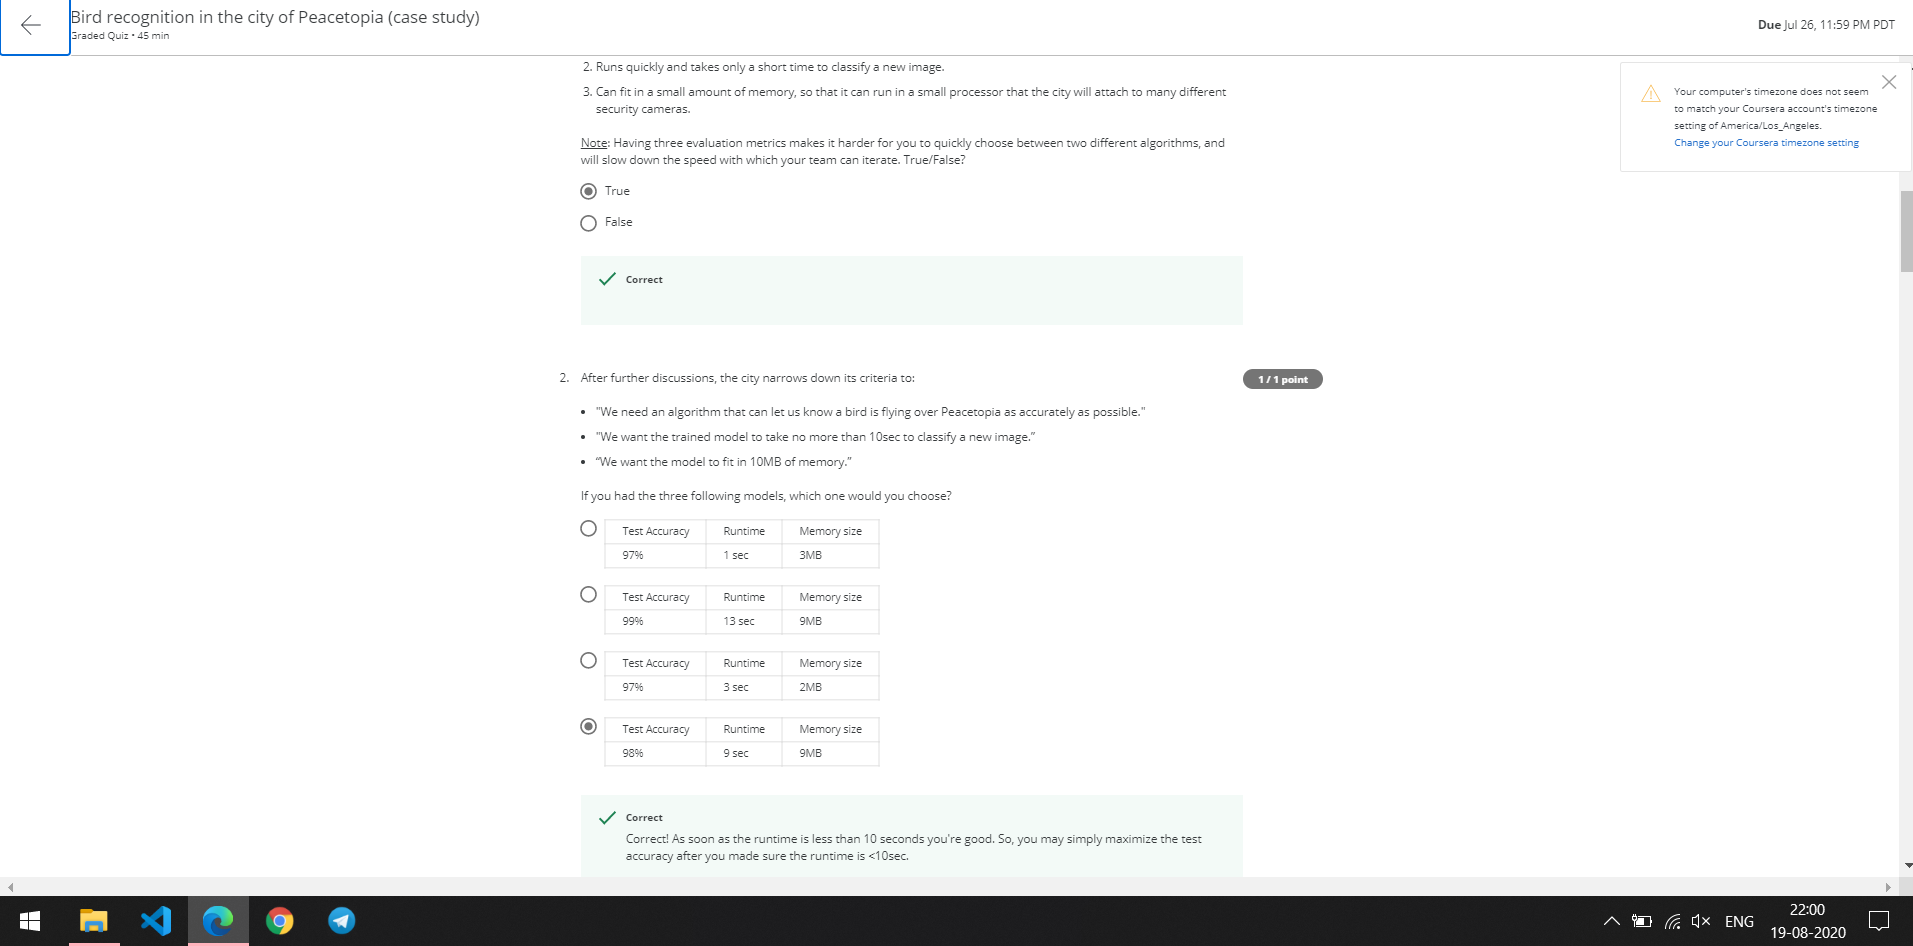 Bird recognition in the city of Peacetopia (case study)
Graded Quiz • 45 min
Due Jul 26, 11:59 PM PDT
Your computer's timezone does not seem
to match your Coursera account's timezone
setting of America/Los_Angeles.
Change your Coursera timezone setting
2. Runs quickly and takes only a short time to classify a new image.
3. Can fit in a small amount of memory, so that it can run in a small processor that the city will attach to many different
security cameras.
Note: Having three evaluation metrics makes it harder for you to quickly choose between two different algorithms, and
will slow down the speed with which your team can iterate. True/False?
True
False
Correct
2. After further discussions, the city narrows down its criteria to:
1 / 1 point
• "We need an algorithm that can let us know a bird is flying over Peacetopia as accurately as possible."
• "We want the trained model to take no more than 10sec to classify a new image.”
• “We want the model to fit in 10MB of memory.”
If you had the three following models, which one would you choose?
Test Accuracy Runtime Memory size
97% 1 sec 3MB
Test Accuracy Runtime Memory size
99% 13 sec 9MB
Test Accuracy Runtime Memory size
97% 3 sec 2MB
Test Accuracy Runtime Memory size
98% 9 sec 9MB
Correct
Correct! As soon as the runtime is less than 10 seconds you're good. So, you may simply maximize the test
accuracy after you made sure the runtime is <10sec.
ENG
22:00
19-08-2020